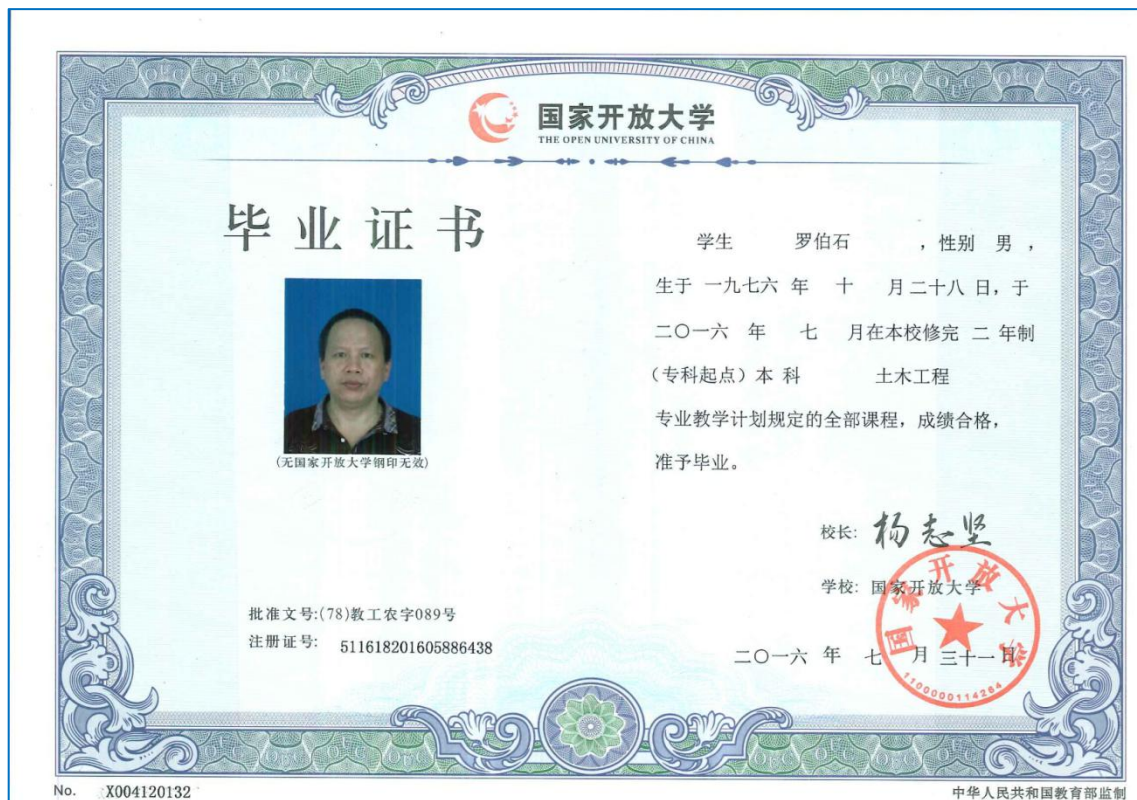 国家开放大学
THE OPEN UNIVERSITY OF CHINA
毕业证书
(无国家开放大学钢印无效)
批准文号:(78)教工农字089号
注册证号: 511618201605886438
学生 罗伯石 ,性别 男 ,
生于 一九七六 年 十 月二十八 日,于
二〇一六 年 七 月在本校修完 二 年制
(专科起点)本 科 土木工程
专业教学计划规定的全部课程,成绩合格,
准予毕业。
校长: 杨志坚
学校: 国家开放大学
二〇一六 年 七 月 三十一日
国家开放大学
1100000114264
No. X004120132
中华人民共和国教育部监制